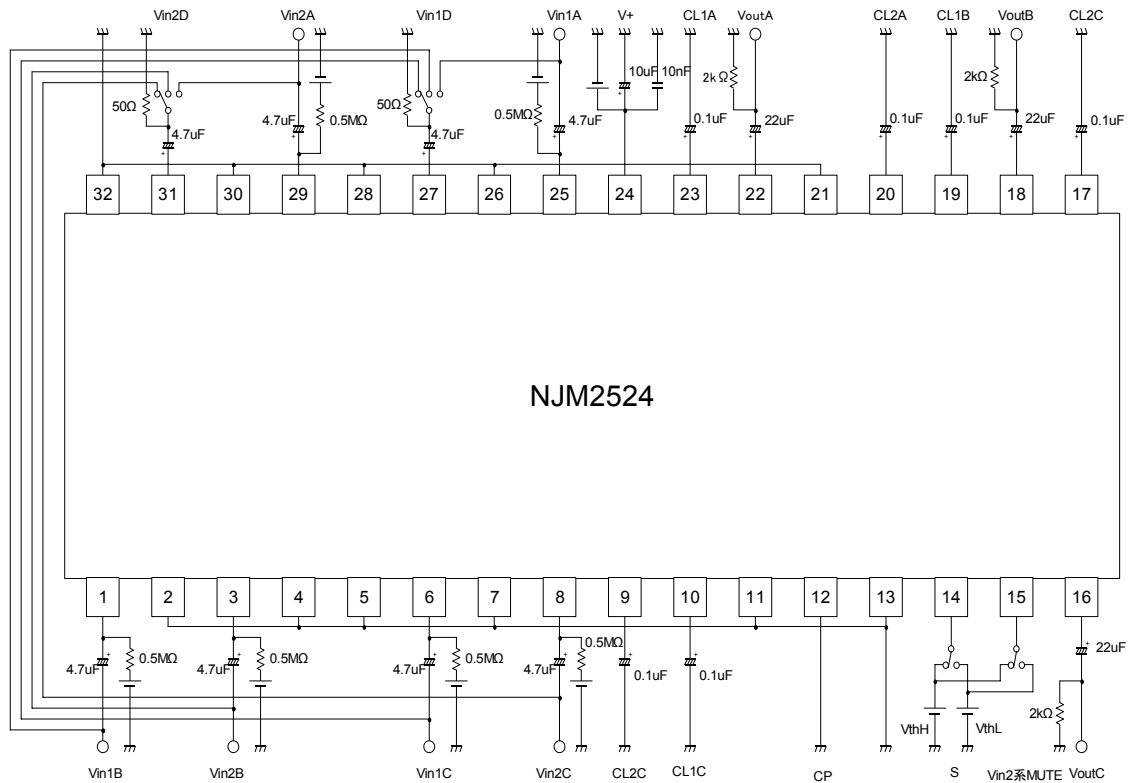 Vin2D Vin2A Vin1D Vin1A V+ CL1A VoutA CL2A CL1B VoutB CL2C
50Ω 4.7uF 4.7uF 0.5MΩ 50Ω 4.7uF 0.5MΩ 4.7uF 10uF 10nF 0.1uF 2kΩ 22uF 0.1uF 0.1uF 2kΩ 22uF 0.1uF
32 31 30 29 28 27 26 25 24 23 22 21 20 19 18 17
NJM2524
1 2 3 4 5 6 7 8 9 10 11 12 13 14 15 16
4.7uF 0.5MΩ 4.7uF 0.5MΩ 4.7uF 0.5MΩ 4.7uF 0.5MΩ 0.1uF 0.1uF 22uF
VthH VthL 2kΩ
Vin1B Vin2B Vin1C Vin2C CL2C CL1C CP S Vin2系MUTE VoutC